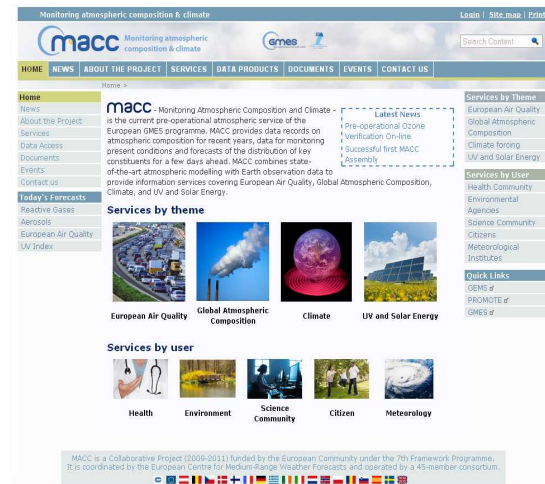 Monitoring atmospheric composition & climate
Login | Site map | Print
macc Monitoring atmospheric
composition & climate
GMES
Search Content
HOME NEWS ABOUT THE PROJECT SERVICES DATA PRODUCTS DOCUMENTS EVENTS CONTACT US
Home >
Home
News
About the Project
Services
Data Access
Documents
Events
Contact us
Today's Forecasts
Reactive Gases
Aerosols
European Air Quality
UV Index
macc - Monitoring Atmospheric Composition and Climate -
is the current pre-operational atmospheric service of the
European GMES programme. MACC provides data records on
atmospheric composition for recent years, data for monitoring
present conditions and forecasts of the distribution of key
constituents for a few days ahead. MACC combines state-
of-the-art atmospheric modelling with Earth observation data to
provide information services covering European Air Quality, Global Atmospheric Composition,
Climate, and UV and Solar Energy.
Latest News
Pre-operational Ozone
Verification On-line
Successful first MACC
Assembly
Services by theme
European Air Quality
Global Atmospheric
Composition
Climate
UV and Solar Energy
Services by user
Health
Environment
Science
Community
Citizen
Meteorology
Services by Theme
European Air Quality
Global Atmospheric
Composition
Climate forcing
UV and Solar Energy
Services by User
Health Community
Environmental
Agencies
Science Community
Citizens
Meteorological
Institutes
Quick Links
GEMS
PROMOTE
GMES
MACC is a Collaborative Project (2009-2011) funded by the European Community under the 7th Framework Programme.
It is coordinated by the European Centre for Medium-Range Weather Forecasts and operated by a 45-member consortium.